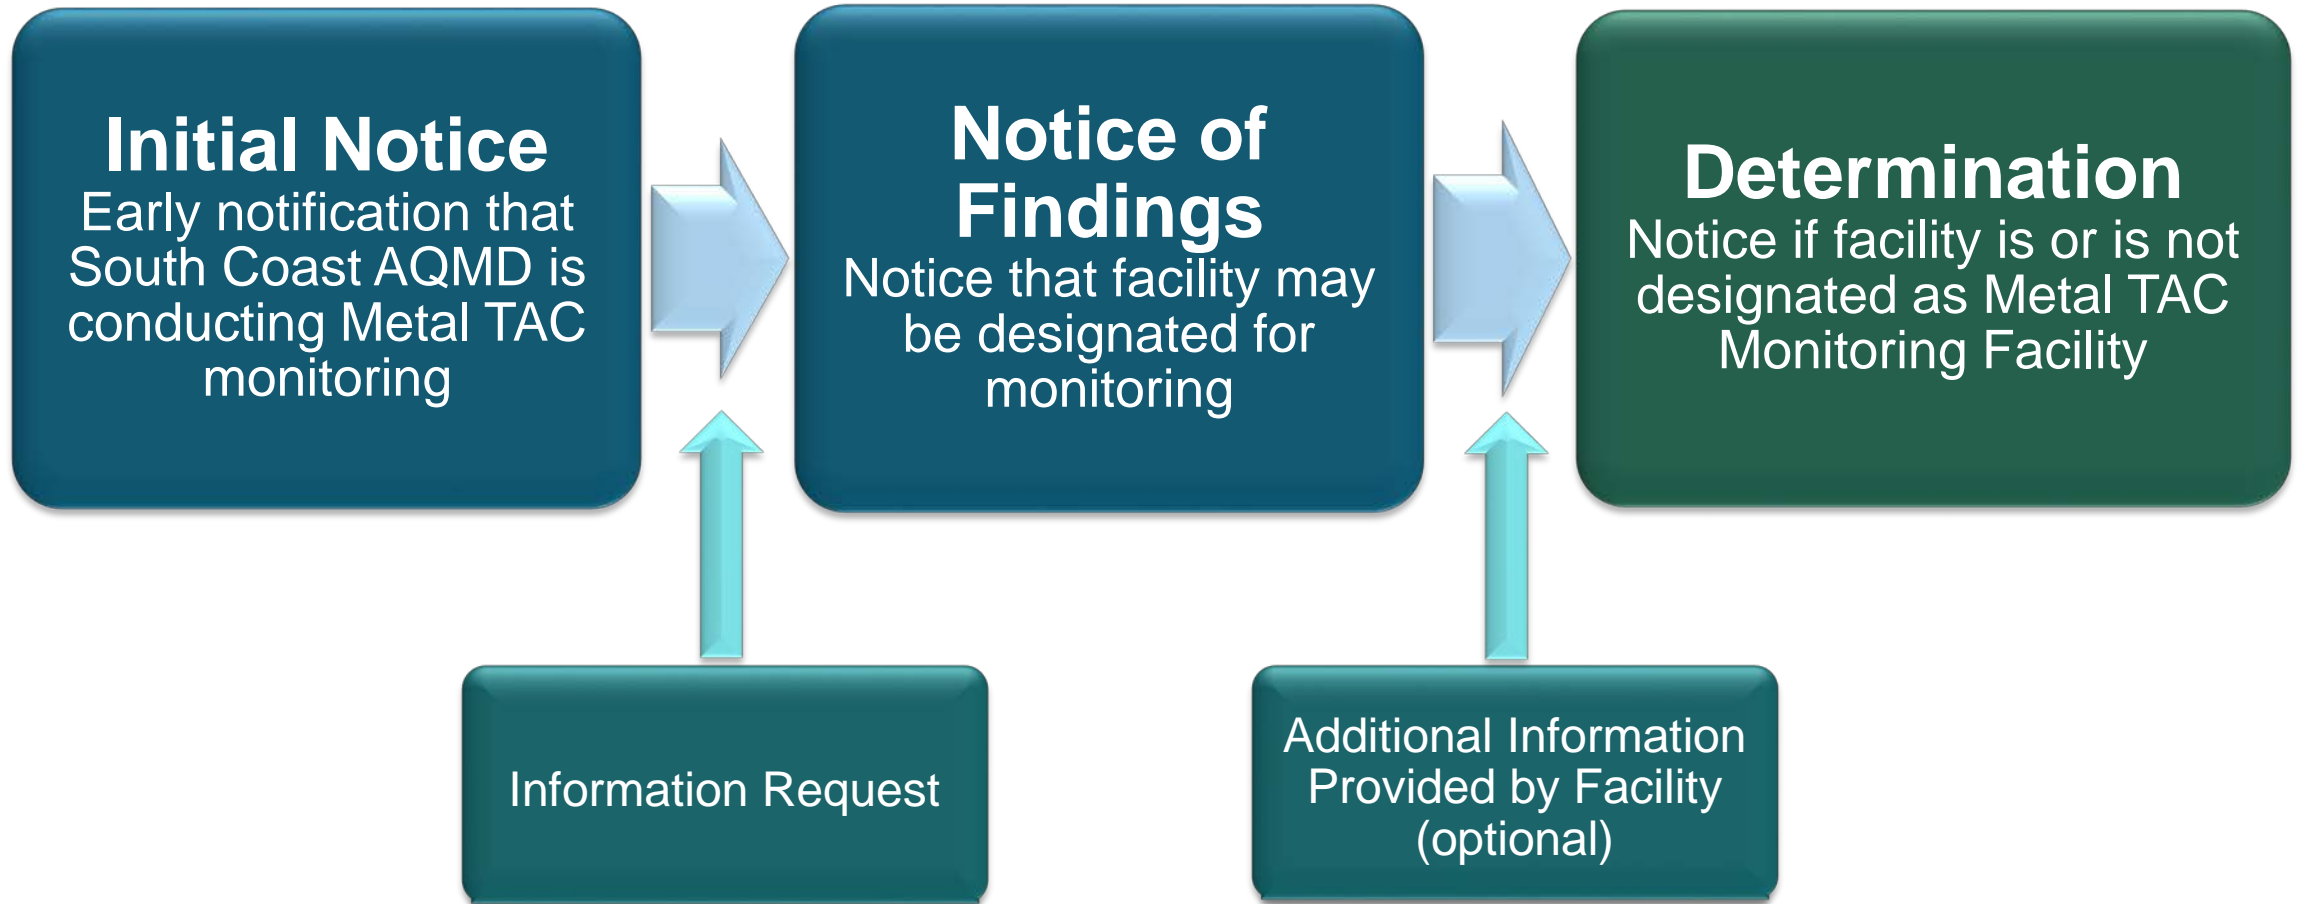 Initial Notice
Early notification that
South Coast AQMD is
conducting Metal TAC
monitoring
Notice of
Findings
Notice that facility may
be designated for
monitoring
Determination
Notice if facility is or is not
designated as Metal TAC
Monitoring Facility
Information Request
Additional Information
Provided by Facility
(optional)